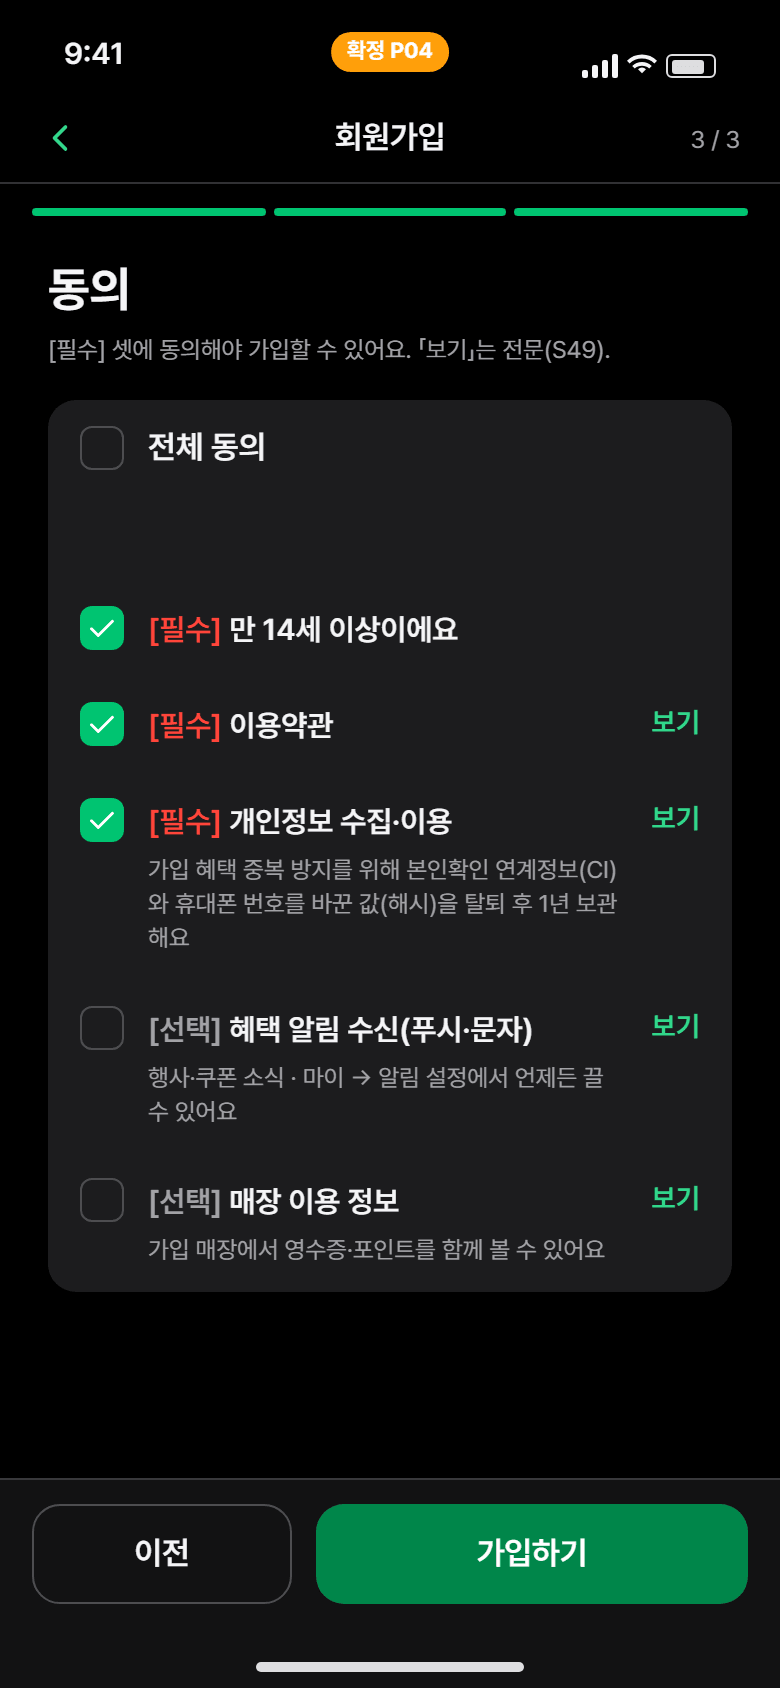 9:41
확정 P04
회원가입
3 / 3
동의
[필수] 셋에 동의해야 가입할 수 있어요. 「보기」는 전문(S49).
전체 동의
[필수] 만 14세 이상이에요
[필수] 이용약관
보기
[필수] 개인정보 수집·이용
보기
가입 혜택 중복 방지를 위해 본인확인 연계정보(CI)
와 휴대폰 번호를 바꾼 값(해시)을 탈퇴 후 1년 보관
해요
[선택] 혜택 알림 수신(푸시·문자)
보기
행사·쿠폰 소식 · 마이 → 알림 설정에서 언제든 끌
수 있어요
[선택] 매장 이용 정보
보기
가입 매장에서 영수증·포인트를 함께 볼 수 있어요
이전
가입하기